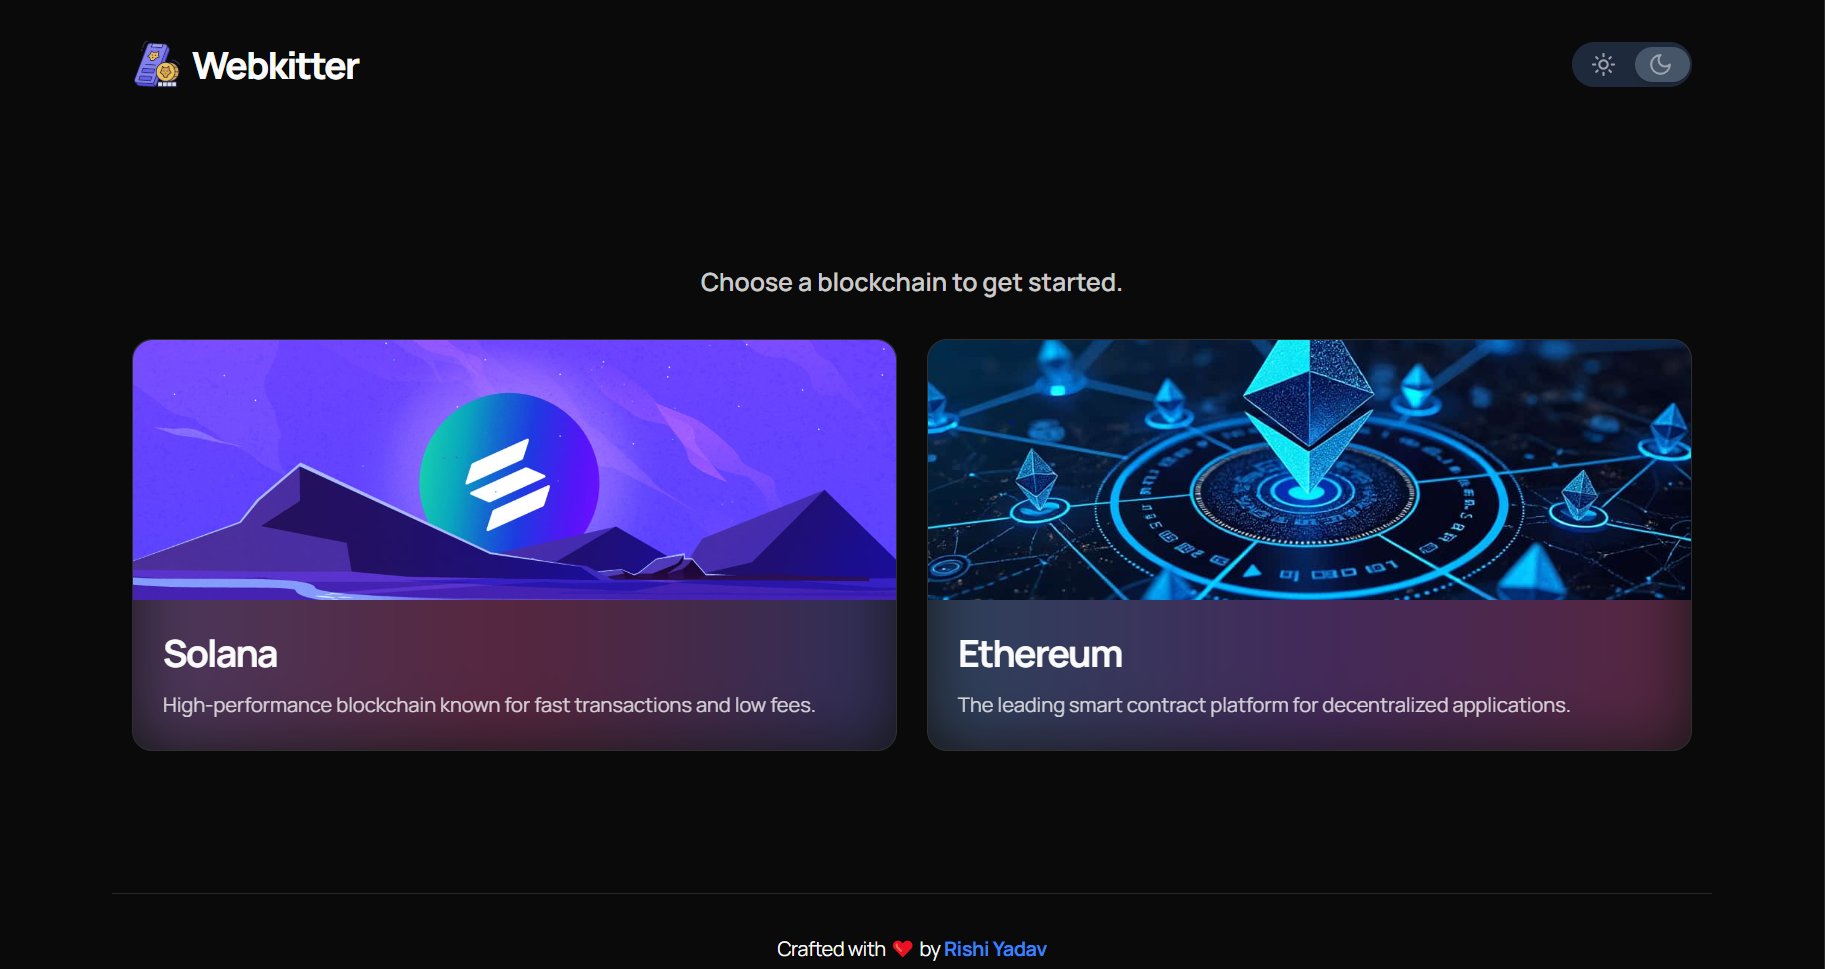 Webkitter
Choose a blockchain to get started.
Solana
High-performance blockchain known for fast transactions and low fees.
Ethereum
The leading smart contract platform for decentralized applications.
Crafted with ❤️ by Rishi Yadav